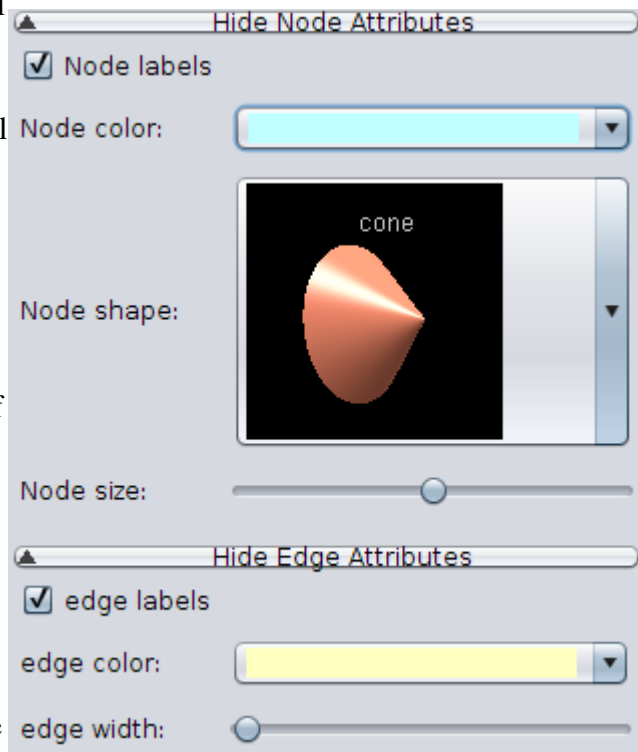 Hide Node Attributes
Node labels
Node color:
cone
Node shape:
Node size:
Hide Edge Attributes
edge labels
edge color:
edge width: